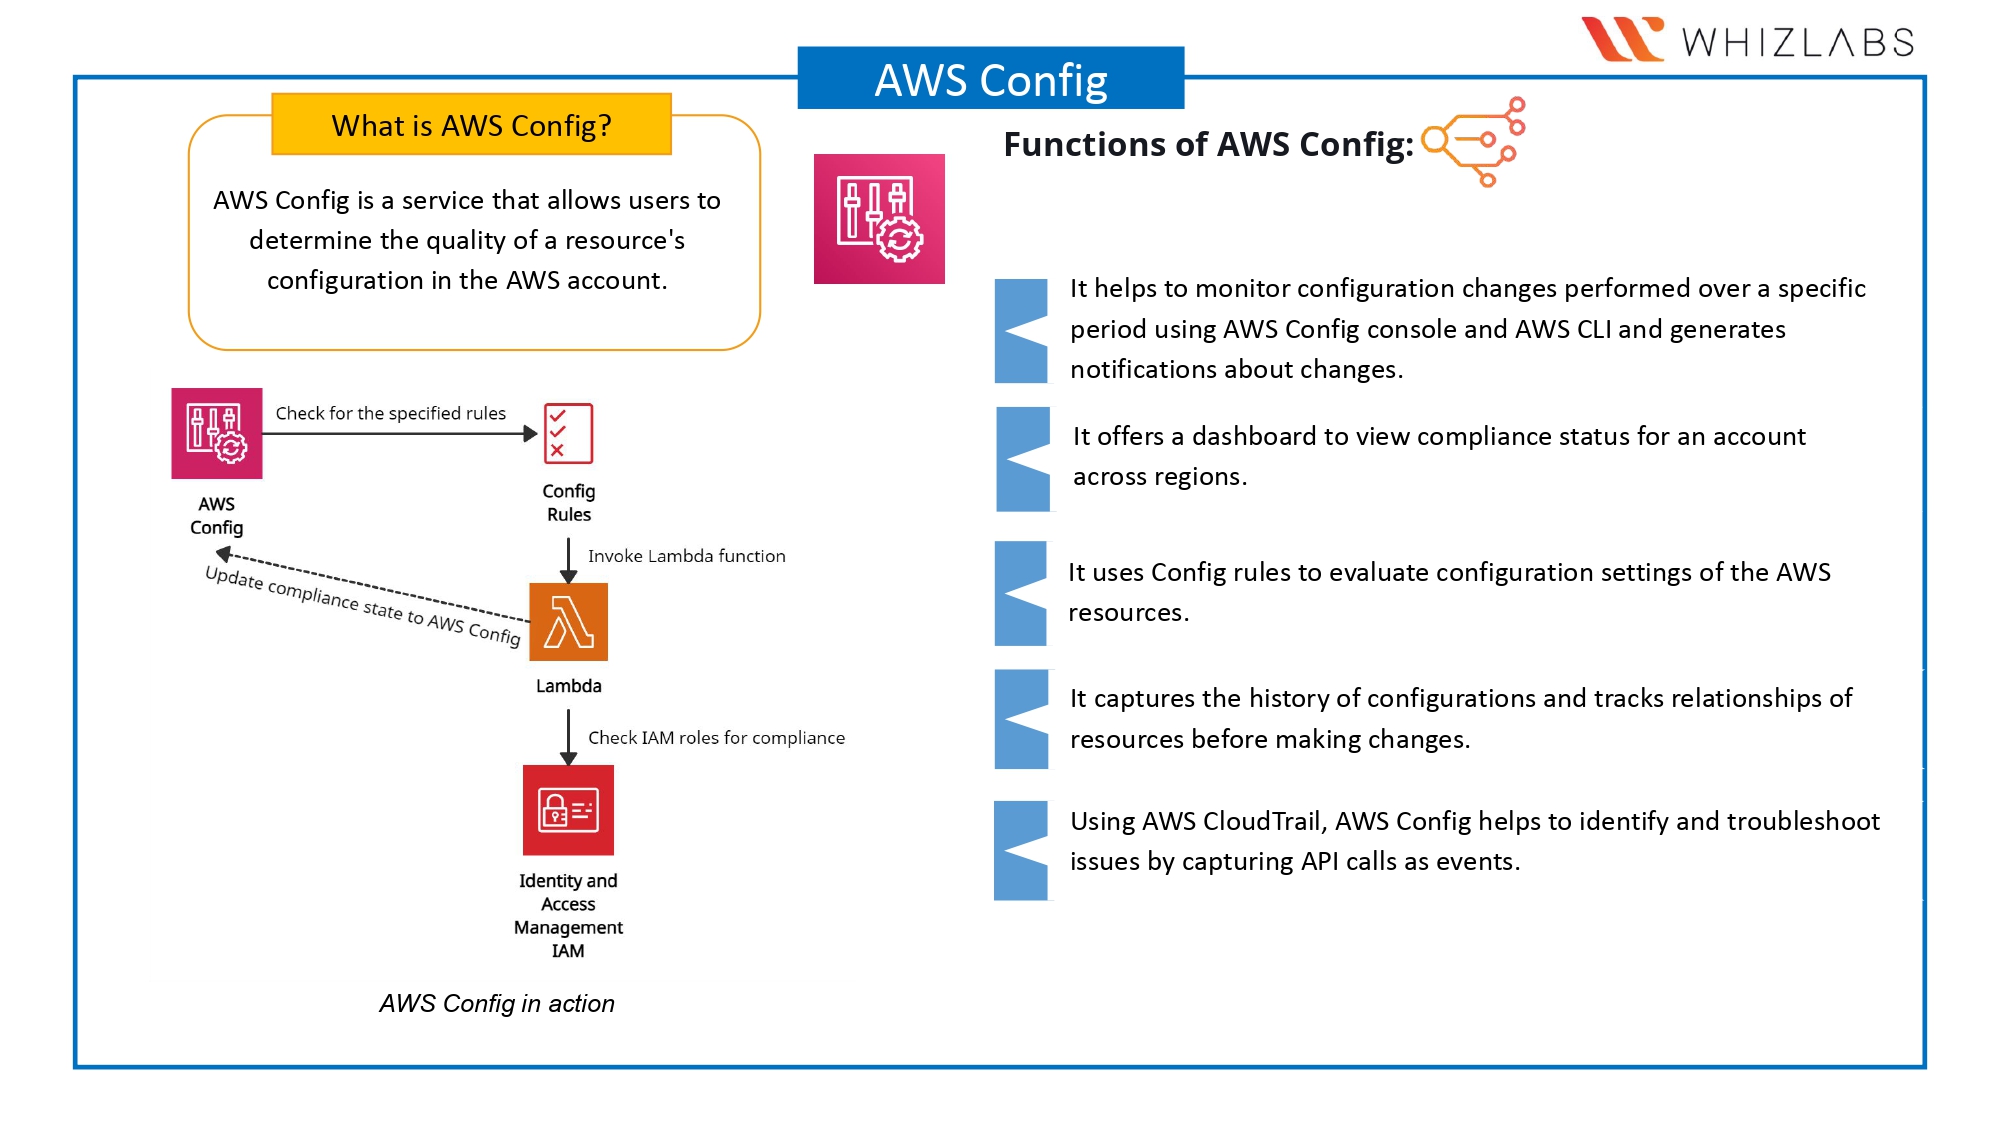 WHIZLABS
AWS Config
What is AWS Config?
AWS Config is a service that allows users to
determine the quality of a resource's
configuration in the AWS account.
Check for the specified rules
AWS
Config
Config
Rules
Invoke Lambda function
Update compliance state to AWS Config
Lambda
Check IAM roles for compliance
Identity and
Access
Management
IAM
AWS Config in action
Functions of AWS Config:
It helps to monitor configuration changes performed over a specific
period using AWS Config console and AWS CLI and generates
notifications about changes.
It offers a dashboard to view compliance status for an account
across regions.
It uses Config rules to evaluate configuration settings of the AWS
resources.
It captures the history of configurations and tracks relationships of
resources before making changes.
Using AWS CloudTrail, AWS Config helps to identify and troubleshoot
issues by capturing API calls as events.